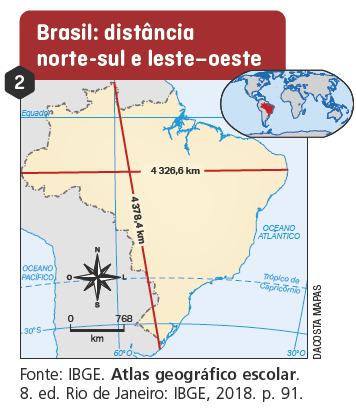 Brasil: distância
norte-sul e leste–oeste
2
Equador
4 326,6 km
4 378,4 km
OCEANO
ATLÂNTICO
N
O
L
S
OCEANO
PACÍFICO
Trópico de
Capricórnio
0 768
km
30°S
60°O
30°O
DACOSTA MAPAS
Fonte: IBGE. Atlas geográfico escolar.
8. ed. Rio de Janeiro: IBGE, 2018. p. 91.